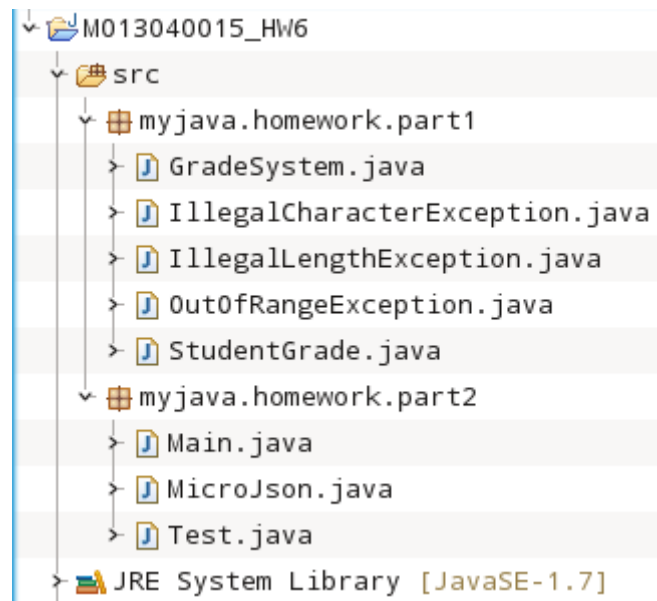 M013040015_HW6
src
myjava.homework.part1
GradeSystem.java
IllegalCharacterException.java
IllegalLengthException.java
OutOfRangeException.java
StudentGrade.java
myjava.homework.part2
Main.java
MicroJson.java
Test.java
JRE System Library [JavaSE-1.7]